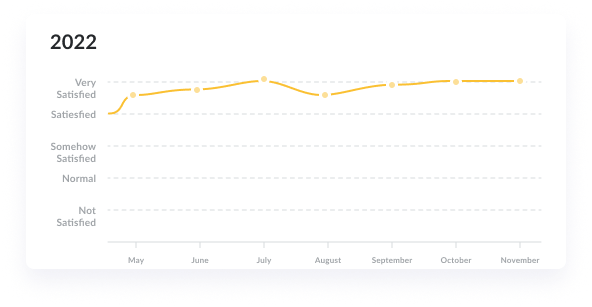 2022
Very
Satisfied
Satiesfied
Somehow
Satisfied
Normal
Not
Satisfied
May June July August September October November